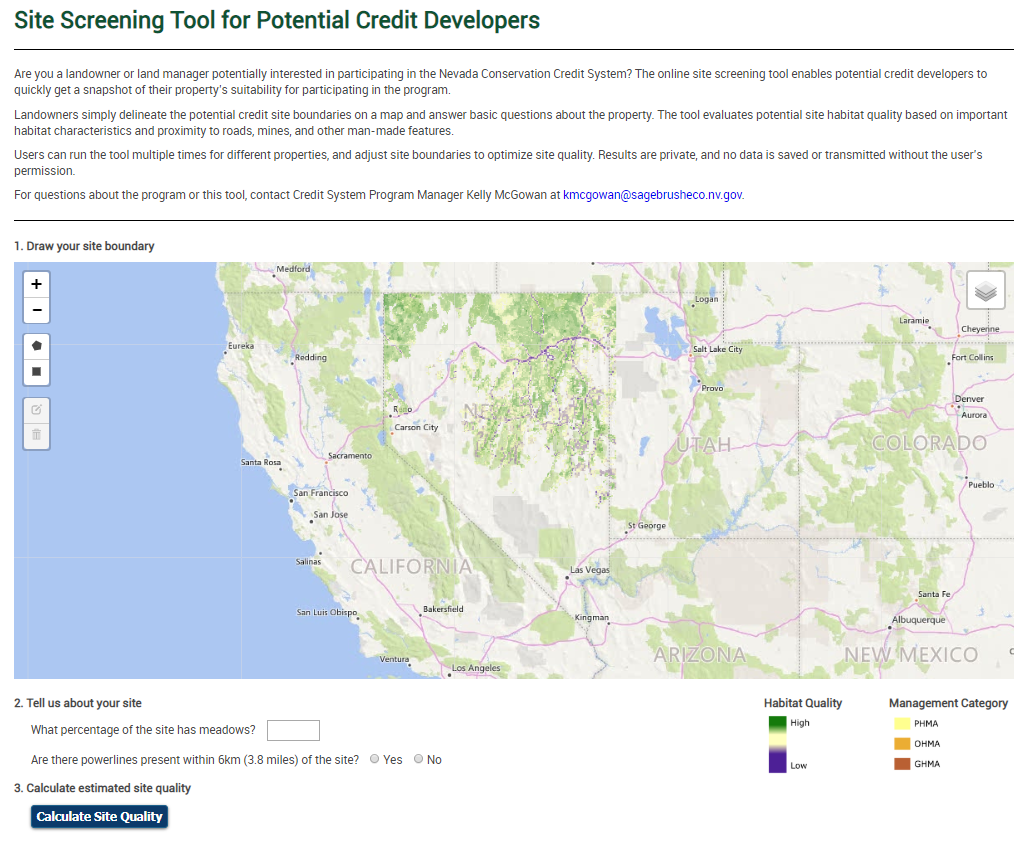 Site Screening Tool for Potential Credit Developers
Are you a landowner or land manager potentially interested in participating in the Nevada Conservation Credit System? The online site screening tool enables potential credit developers to
quickly get a snapshot of their property's suitability for participating in the program.
Landowners simply delineate the potential credit site boundaries on a map and answer basic questions about the property. The tool evaluates potential site habitat quality based on important
habitat characteristics and proximity to roads, mines, and other man-made features.
Users can run the tool multiple times for different properties, and adjust site boundaries to optimize site quality. Results are private, and no data is saved or transmitted without the user's
permission.
For questions about the program or this tool, contact Credit System Program Manager Kelly McGowan at kmcgowan@sagebrusheco.nv.gov.
1. Draw your site boundary
+
−
Medford
Logan
Laramie
Cheyenne
Eureka
Redding
Salt Lake City
Fort Collins
Provo
Denver
Aurora
Reno
Carson City
UTAH
COLORADO
Santa Rosa
Sacramento
Pueblo
San Francisco
San Jose
St George
Salinas
CALIFORNIA
Las Vegas
San Luis Obispo
Bakersfield
Kingman
Santa Fe
Albuquerque
Ventura
Los Angeles
ARIZONA
NEW MEXICO
2. Tell us about your site
What percentage of the site has meadows?
Are there powerlines present within 6km (3.8 miles) of the site? Yes No
3. Calculate estimated site quality
Calculate Site Quality
Habitat Quality
High
Low
Management Category
PHMA
OHMA
GHMA